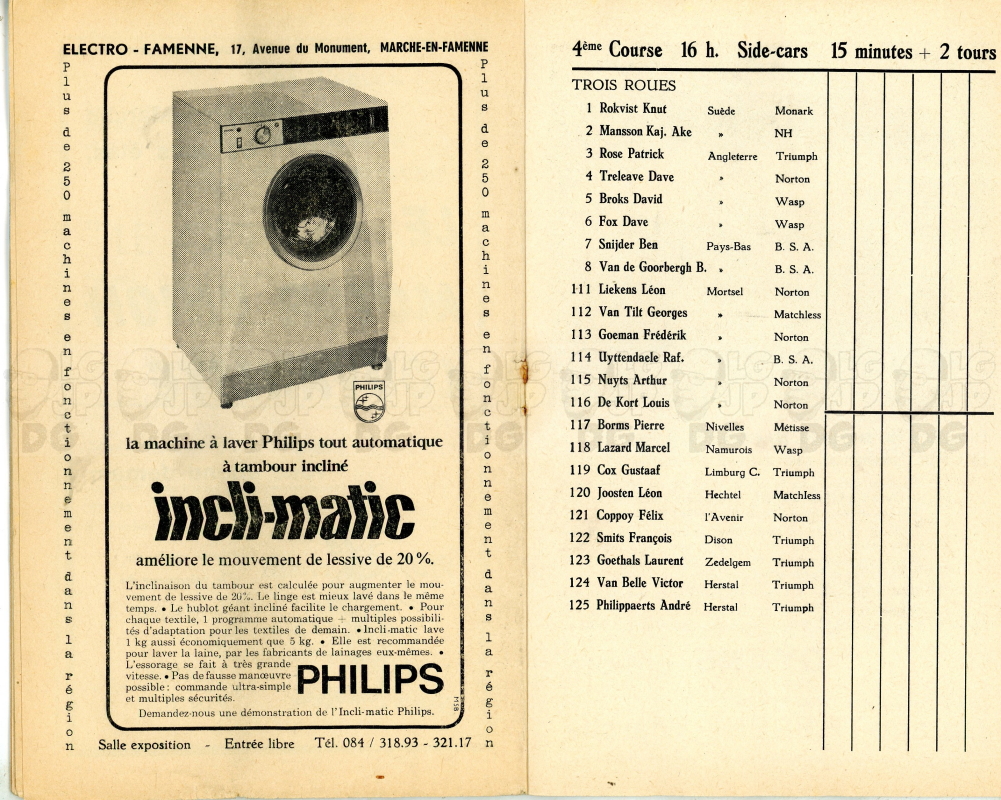 ELECTRO - FAMENNE, 17, Avenue du Monument, MARCHE-EN-FAMENNE
Plus de 250 machines en fonctionnement dans la région
PHILIPS
la machine à laver Philips tout automatique
à tambour incliné
incli-matic
améliore le mouvement de lessive de 20 %.
L'inclinaison du tambour est calculée pour augmenter le mou-
vement de lessive de 20%. Le linge est mieux lavé dans le même
temps. • Le hublot géant incliné facilite le chargement. • Pour
chaque textile, 1 programme automatique + multiples possibili-
tés d'adaptation pour les textiles de demain. • Incli-matic lave
1 kg aussi économiquement que 5 kg. • Elle est recommandée
pour laver la laine, par les fabricants de lainages eux-mêmes. •
L'essorage se fait à très grande
vitesse. • Pas de fausse manœuvre
possible : commande ultra-simple
et multiples sécurités.
PHILIPS
MSB
Demandez-nous une démonstration de l'Incli-matic Philips.
Plus de 250 machines en fonctionnement dans la région
Salle exposition - Entrée libre Tél. 084 / 318.93 - 321.17
4ème Course 16 h. Side-cars 15 minutes + 2 tours
TROIS ROUES
1 Rokvist Knut Suède Monark
2 Mansson Kaj. Ake » NH
3 Rose Patrick Angleterre Triumph
4 Treleave Dave » Norton
5 Broks David » Wasp
6 Fox Dave » Wasp
7 Snijder Ben Pays-Bas B. S. A.
8 Van de Goorbergh B. » B. S. A.
111 Liekens Léon Mortsel Norton
112 Van Tilt Georges » Matchless
113 Goeman Frédérik » Norton
114 Uyttendaele Raf. » B. S. A.
115 Nuyts Arthur » Norton
116 De Kort Louis » Norton
117 Borms Pierre Nivelles Métisse
118 Lazard Marcel Namurois Wasp
119 Cox Gustaaf Limburg C. Triumph
120 Joosten Léon Hechtel Matchless
121 Coppoy Félix l'Avenir Norton
122 Smits François Dison Triumph
123 Goethals Laurent Zedelgem Triumph
124 Van Belle Victor Herstal Triumph
125 Philippaerts André Herstal Triumph